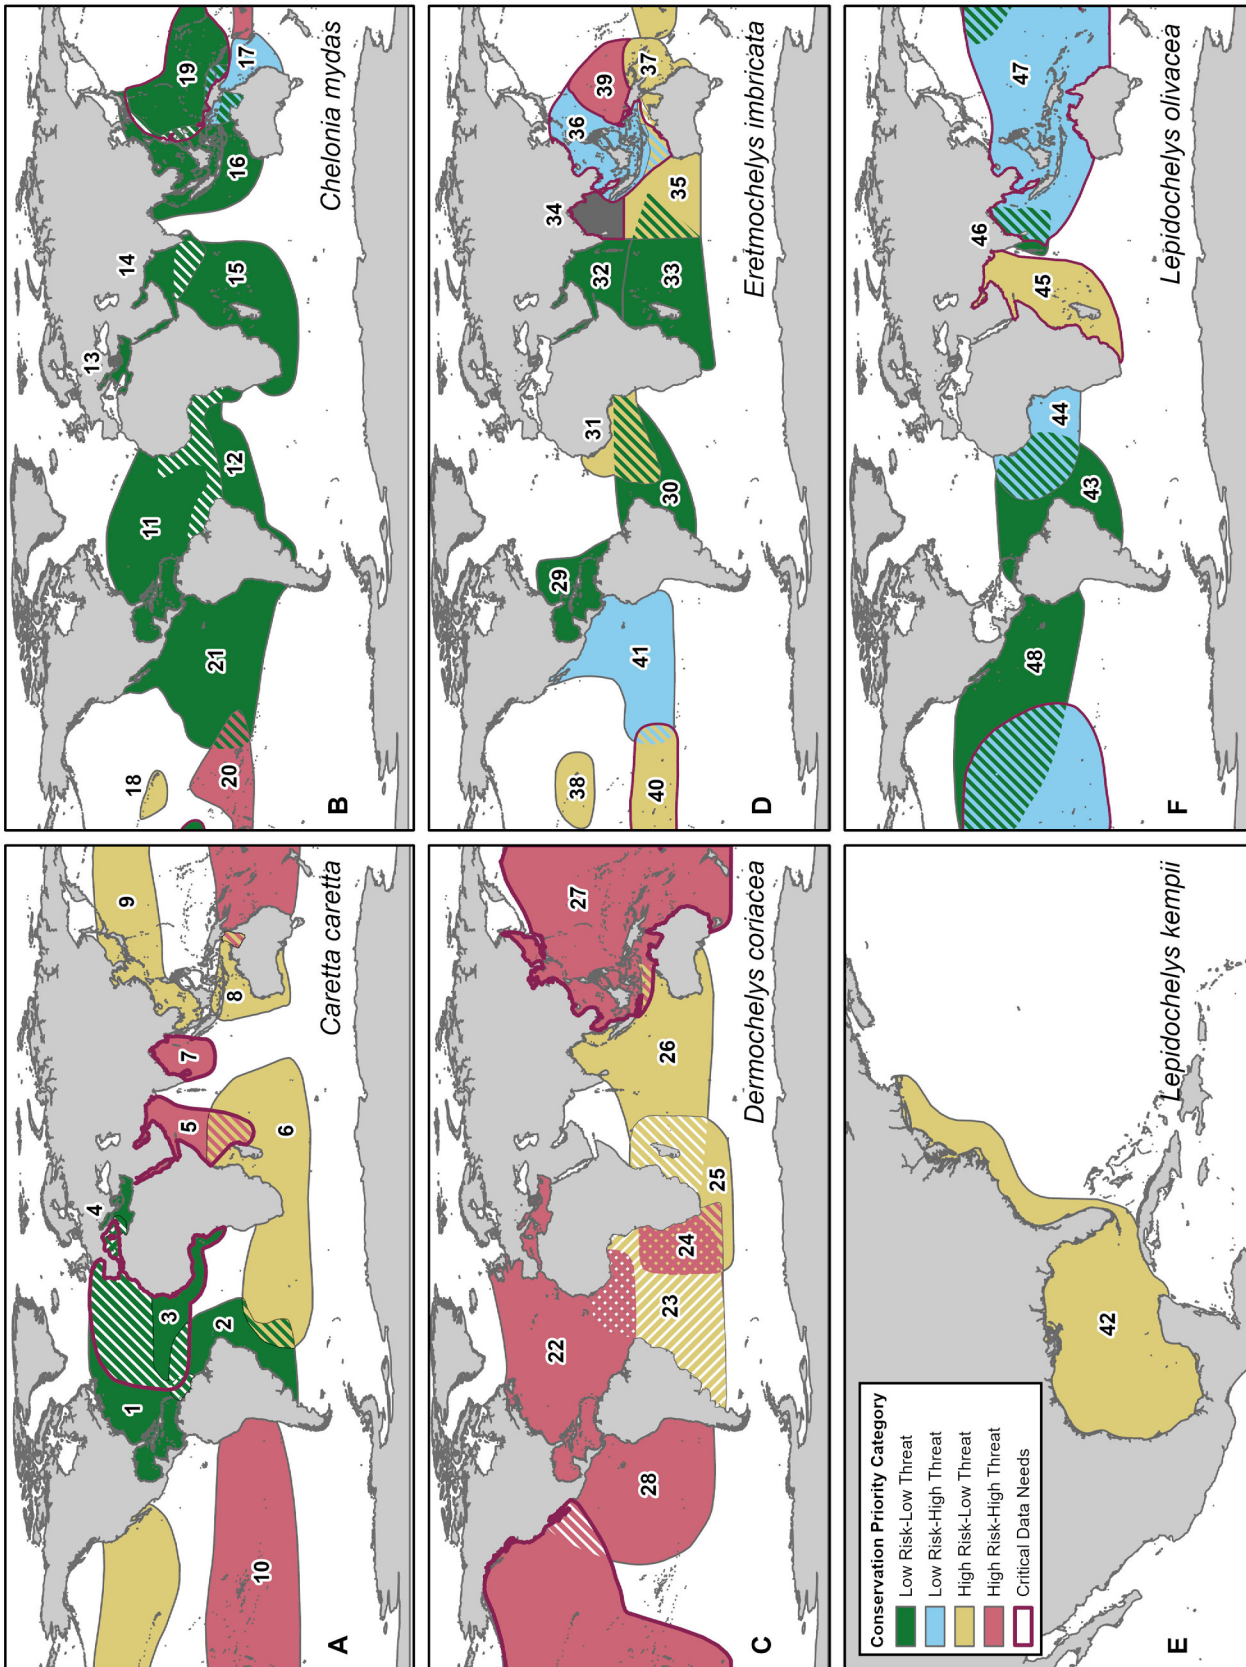 4
9
1
3
5
7
2
8
10
6
Caretta caretta
A
13
14
18
11
19
21
20
12
15
16
17
Chelonia mydas
B
22
27
28
23
26
24
25
Dermochelys coriacea
C
34
29
38
36
31
32
39
41
37
40
30
33
35
Eretmochelys imbricata
D
Conservation Priority Category
Low Risk-Low Threat
Low Risk-High Threat
High Risk-Low Threat
High Risk-High Threat
Critical Data Needs
42
Lepidochelys kempii
E
46
47
48
45
44
43
Lepidochelys olivacea
F